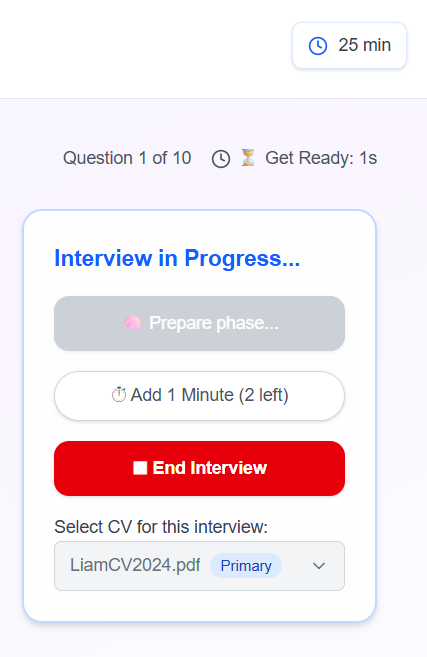 25 min
Question 1 of 10 ⏳ Get Ready: 1s
Interview in Progress...
🧠 Prepare phase...
⏱ Add 1 Minute (2 left)
End Interview
Select CV for this interview:
LiamCV2024.pdf Primary